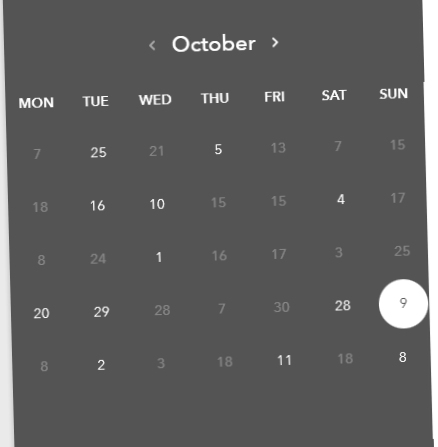 ‹ October ›
MON TUE WED THU FRI SAT SUN
7 25 21 5 13 7 15
18 16 10 15 15 4 17
8 24 1 16 17 3 25
20 29 28 7 30 28 9
8 2 3 18 11 18 8